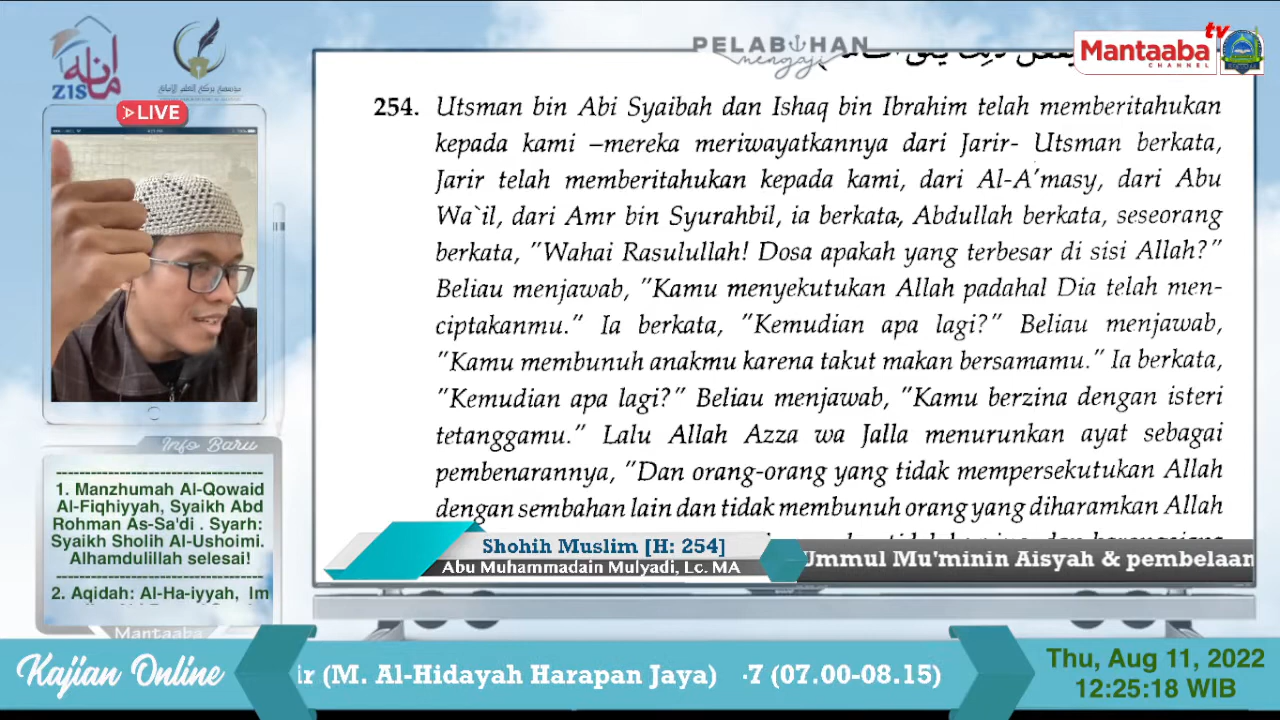 PELABUHAN
mengaji
tv
Mantaaba
CHANNEL
ZIS
LIVE
254. Utsman bin Abi Syaibah dan Ishaq bin Ibrahim telah memberitahukan
kepada kami –mereka meriwayatkannya dari Jarir- Utsman berkata,
Jarir telah memberitahukan kepada kami, dari Al-A'masy, dari Abu
Wa`il, dari Amr bin Syurahbil, ia berkata, Abdullah berkata, seseorang
berkata, "Wahai Rasulullah! Dosa apakah yang terbesar di sisi Allah?"
Beliau menjawab, "Kamu menyekutukan Allah padahal Dia telah men-
ciptakanmu." Ia berkata, "Kemudian apa lagi?" Beliau menjawab,
"Kamu membunuh anakmu karena takut makan bersamamu." Ia berkata,
"Kemudian apa lagi?" Beliau menjawab, "Kamu berzina dengan isteri
tetanggamu." Lalu Allah Azza wa Jalla menurunkan ayat sebagai
pembenarannya, "Dan orang-orang yang tidak mempersekutukan Allah
dengan sembahan lain dan tidak membunuh orang yang diharamkan Allah
Info Baru
1. Manzhumah Al-Qowaid
Al-Fiqhiyyah, Syaikh Abd
Rohman As-Sa'di . Syarh:
Syaikh Sholih Al-Ushoimi.
Alhamdulillah selesai!
2. Aqidah: Al-Ha-iyyah, Im
Mantaaba
Shohih Muslim [H: 254]
Abu Muhammadain Mulyadi, Lc. MA
Ummul Mu'minin Aisyah & pembelaan
Kajian Online
ir (M. Al-Hidayah Harapan Jaya) -7 (07.00-08.15)
Thu, Aug 11, 2022
12:25:18 WIB